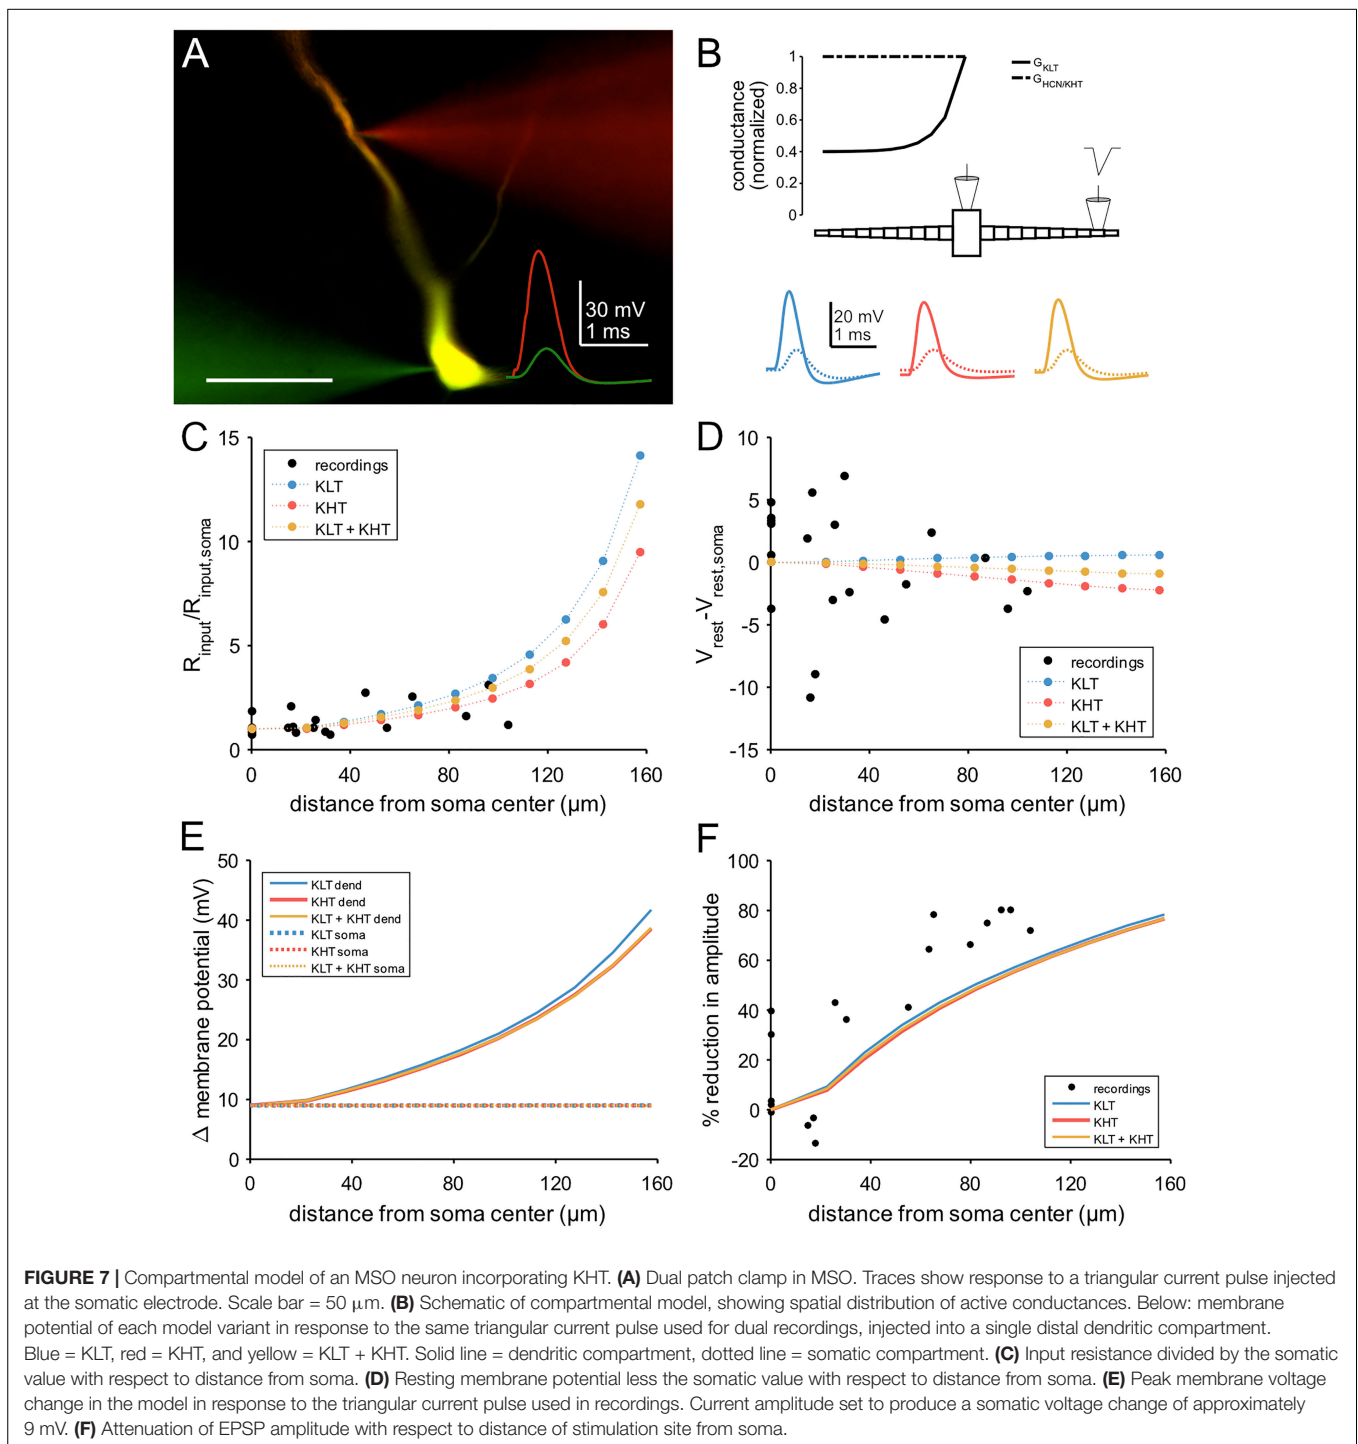 A
30 mV
1 ms
B
conductance
(normalized)
1
0.8
0.6
0.4
0.2
0
GKLT
GHCN/KHT
20 mV
1 ms
C
Rinput/Rinput,soma
15
10
5
0
recordings
KLT
KHT
KLT + KHT
0 40 80 120 160
distance from soma center (µm)
D
Vrest-Vrest,soma
10
5
0
-5
-10
-15
recordings
KLT
KHT
KLT + KHT
0 40 80 120 160
distance from soma center (µm)
E
Δ membrane potential (mV)
50
40
30
20
10
0
KLT dend
KHT dend
KLT + KHT dend
KLT soma
KHT soma
KLT + KHT soma
0 40 80 120 160
distance from soma center (µm)
F
% reduction in amplitude
100
80
60
40
20
0
-20
recordings
KLT
KHT
KLT + KHT
0 40 80 120 160
distance from soma center (µm)
FIGURE 7 | Compartmental model of an MSO neuron incorporating KHT. (A) Dual patch clamp in MSO. Traces show response to a triangular current pulse injected
at the somatic electrode. Scale bar = 50 µm. (B) Schematic of compartmental model, showing spatial distribution of active conductances. Below: membrane
potential of each model variant in response to the same triangular current pulse used for dual recordings, injected into a single distal dendritic compartment.
Blue = KLT, red = KHT, and yellow = KLT + KHT. Solid line = dendritic compartment, dotted line = somatic compartment. (C) Input resistance divided by the somatic
value with respect to distance from soma. (D) Resting membrane potential less the somatic value with respect to distance from soma. (E) Peak membrane voltage
change in the model in response to the triangular current pulse used in recordings. Current amplitude set to produce a somatic voltage change of approximately
9 mV. (F) Attenuation of EPSP amplitude with respect to distance of stimulation site from soma.